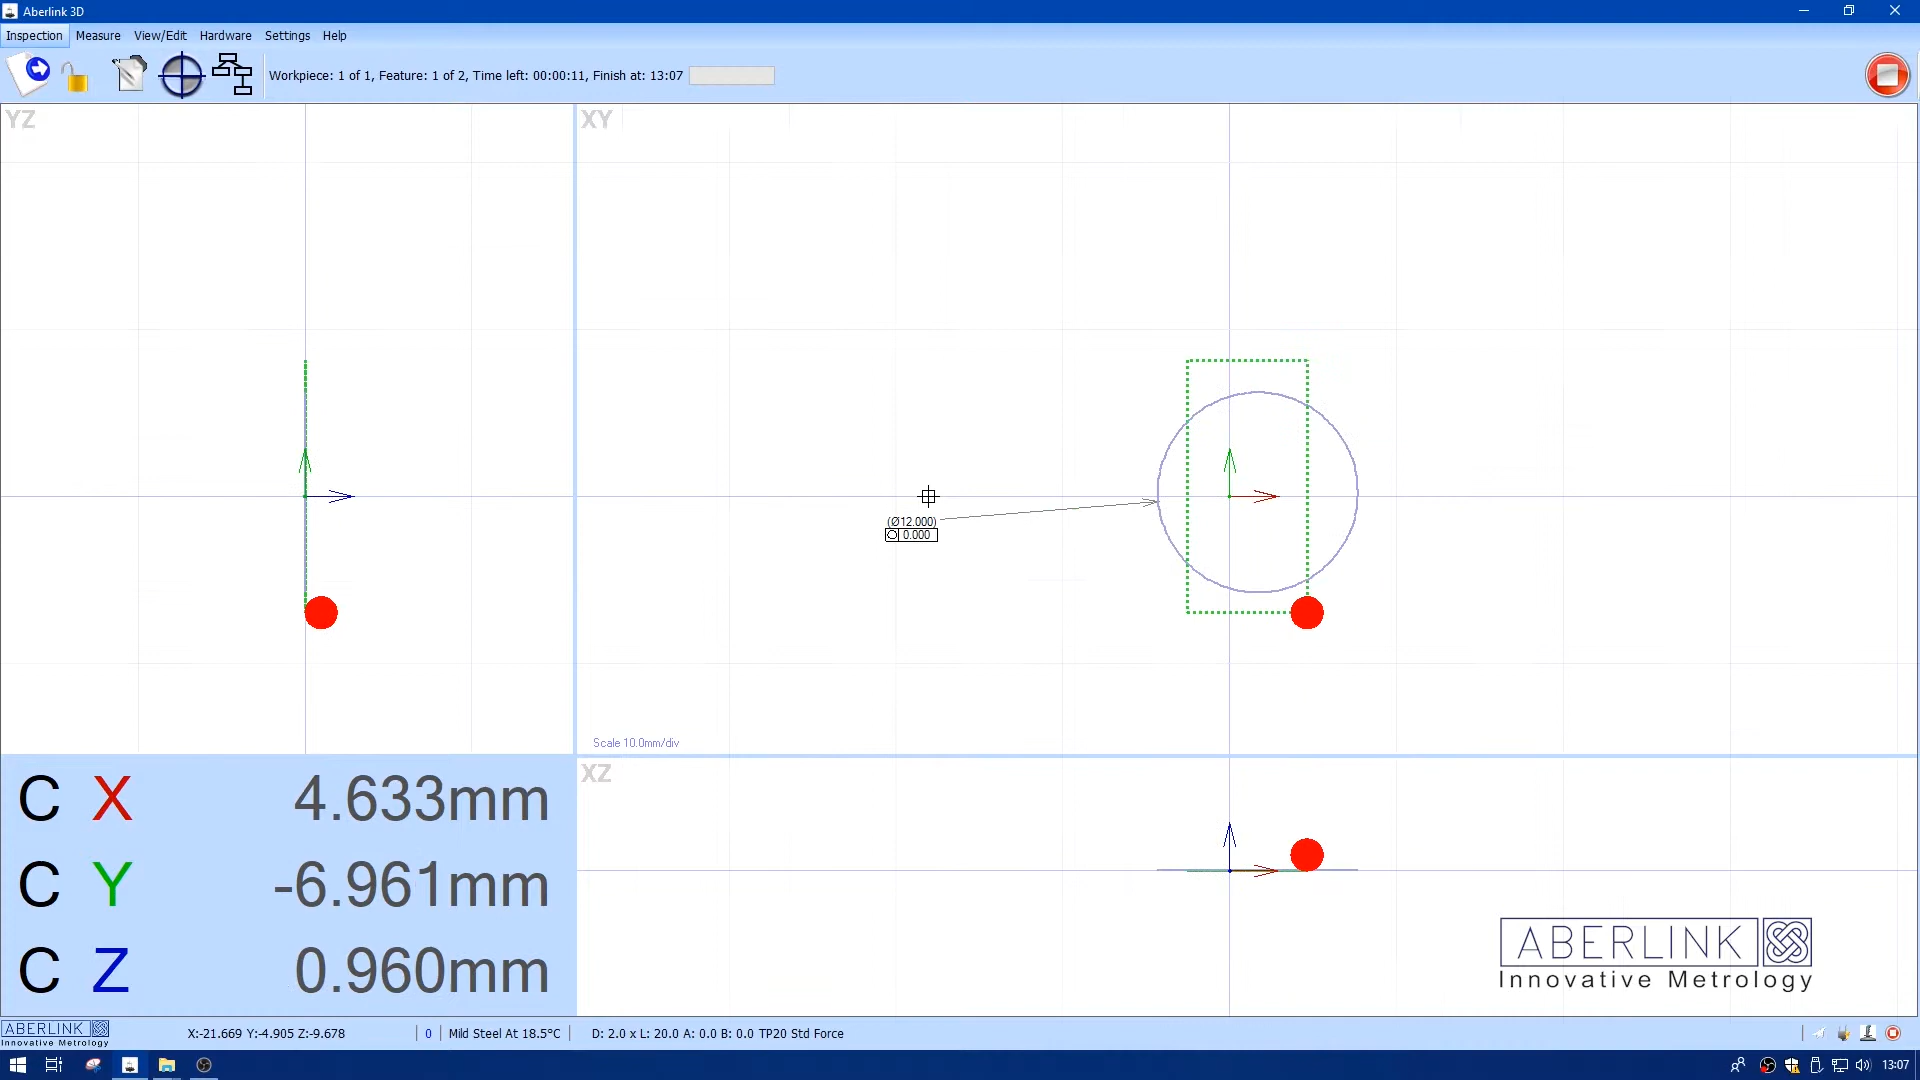 Aberlink 3D
Inspection Measure View/Edit Hardware Settings Help
Workpiece: 1 of 1, Feature: 1 of 2, Time left: 00:00:11, Finish at: 13:07
YZ
XY
(Ø12.000)
0.000
Scale 10.0mm/div
C X 4.633mm
C Y -6.961mm
C Z 0.960mm
XZ
ABERLINK
Innovative Metrology
ABERLINK
Innovative Metrology
X:-21.669 Y:-4.905 Z:-9.678
0
Mild Steel At 18.5°C
D: 2.0 x L: 20.0 A: 0.0 B: 0.0 TP20 Std Force
13:07